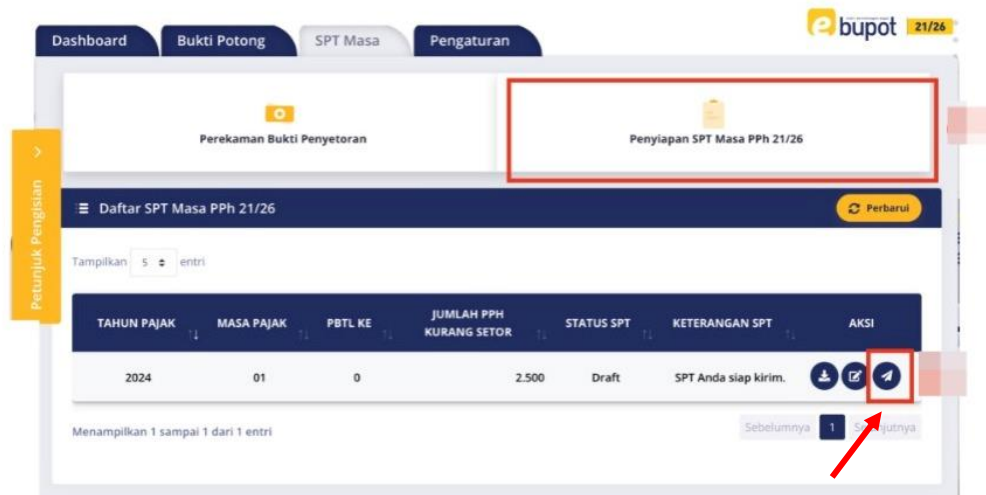 Dashboard
Bukti Potong
SPT Masa
Pengaturan
e bupot 21/26
Perekaman Bukti Penyetoran
Penyiapan SPT Masa PPh 21/26
Petunjuk Pengisian
Daftar SPT Masa PPh 21/26
Perbarui
Tampilkan 5 entri
TAHUN PAJAK
MASA PAJAK
PBTL KE
JUMLAH PPH
KURANG SETOR
STATUS SPT
KETERANGAN SPT
AKSI
2024
01
0
2.500
Draft
SPT Anda siap kirim.
Menampilkan 1 sampai 1 dari 1 entri
Sebelumnya
1